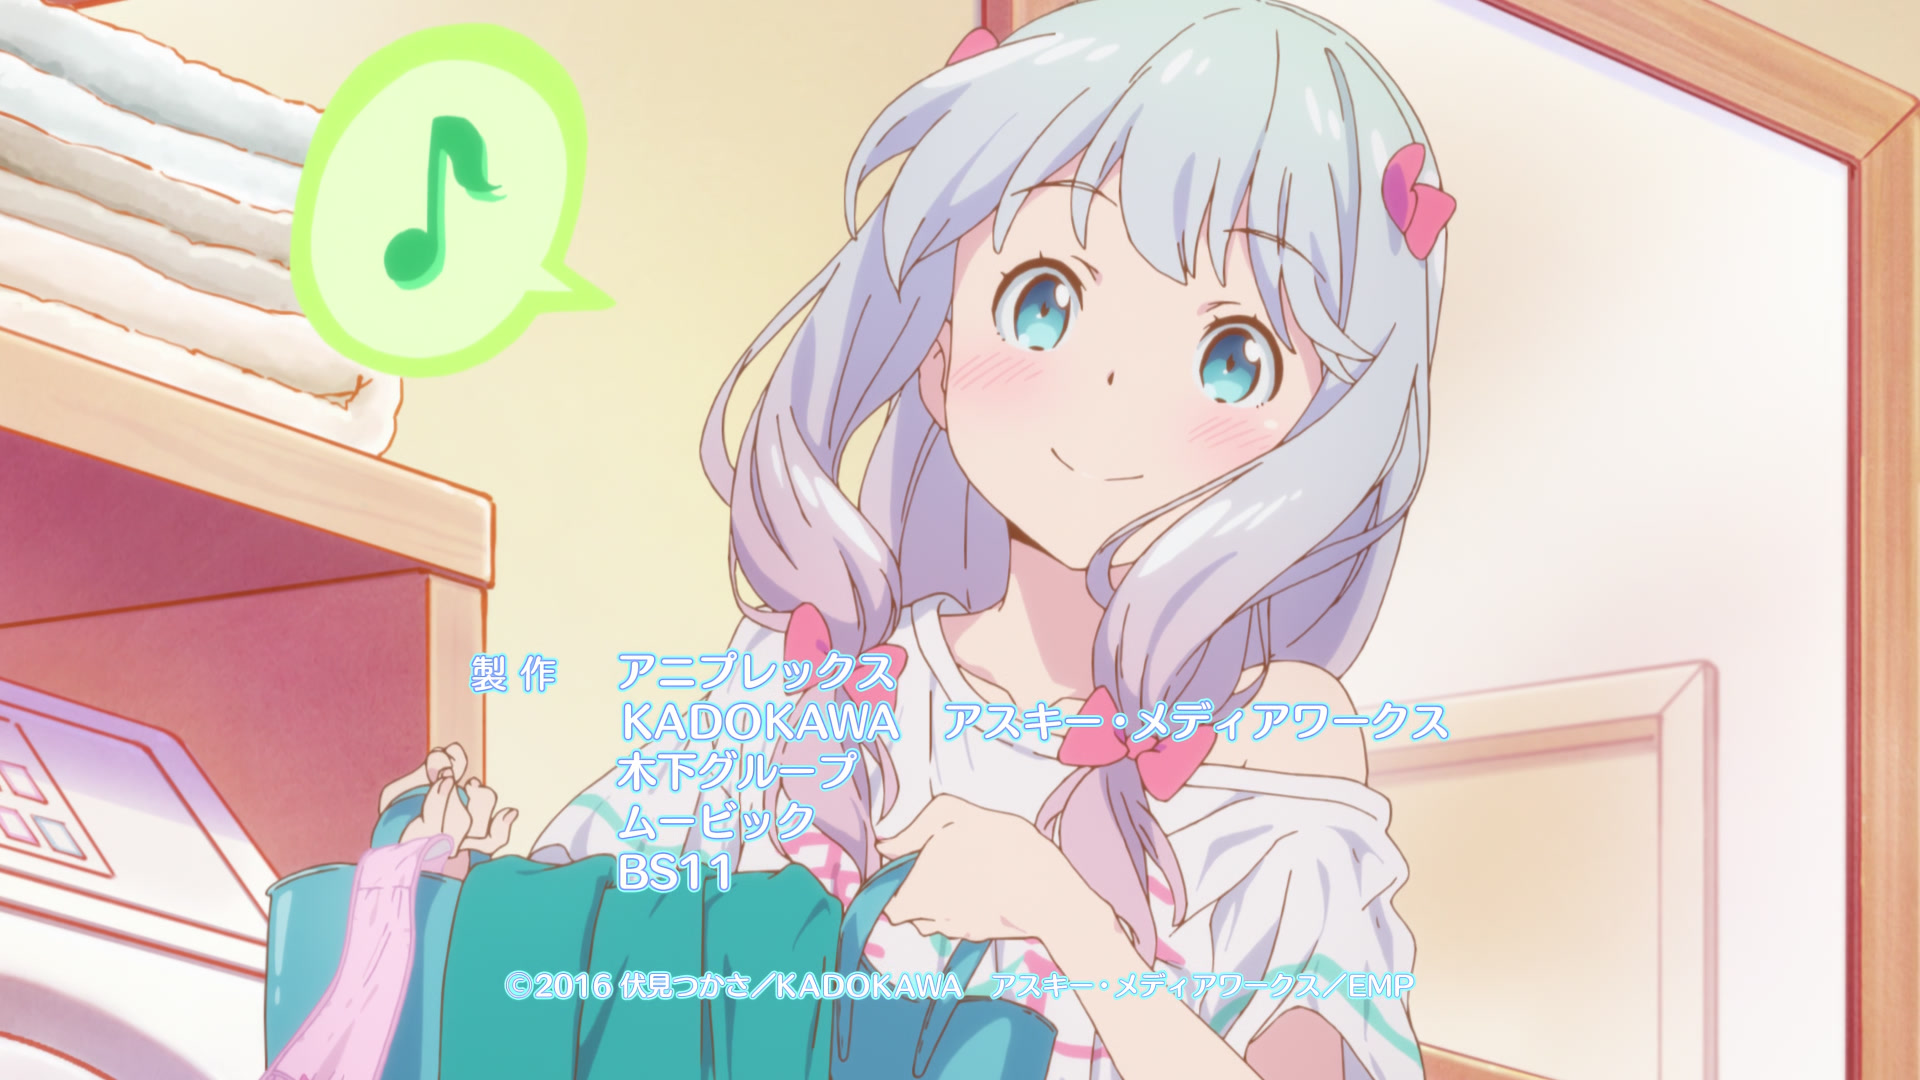 製作 アニプレックス
KADOKAWA アスキー・メディアワークス
木下グループ
ムービック
BS11
©2016 伏見つかさ／KADOKAWA アスキー・メディアワークス／EMP